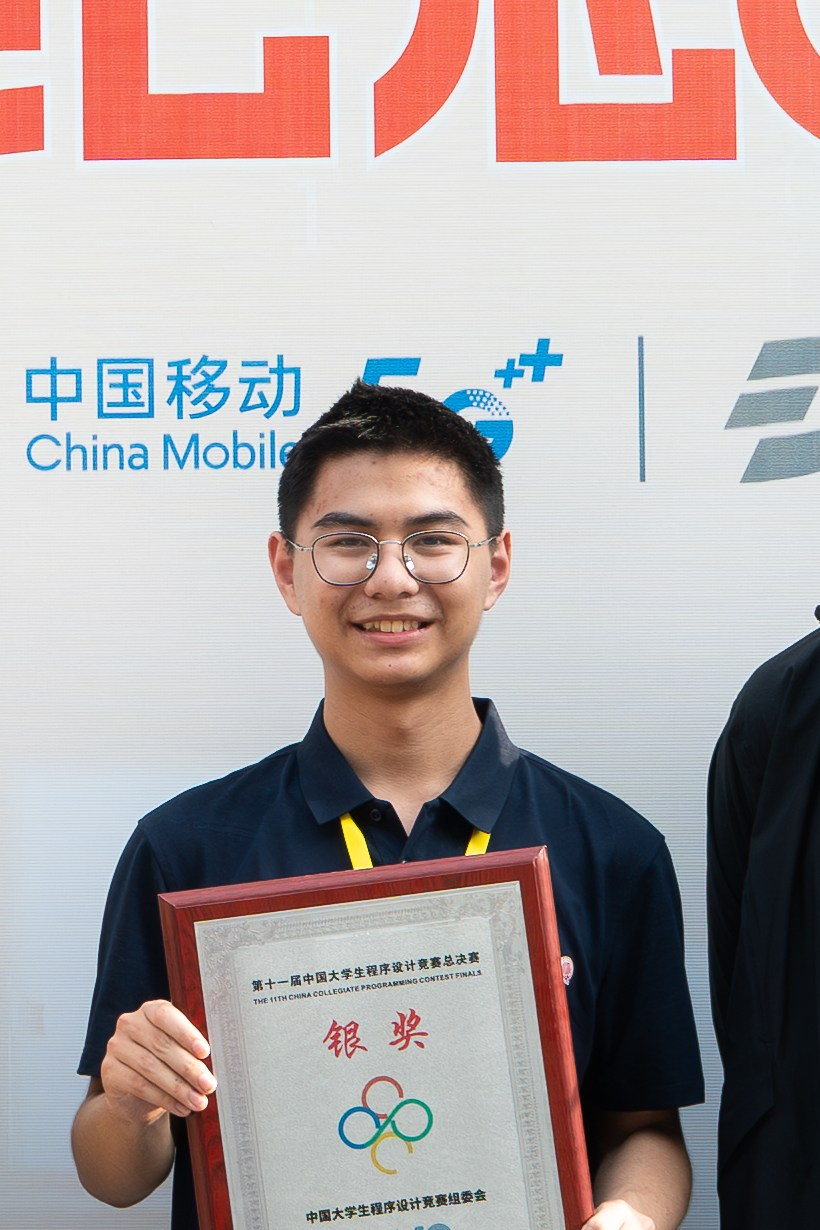 中国移动
China Mobile
5G++
第十一届中国大学生程序设计竞赛总决赛
THE 11TH CHINA COLLEGIATE PROGRAMMING CONTEST FINALS
银奖
中国大学生程序设计竞赛组委会